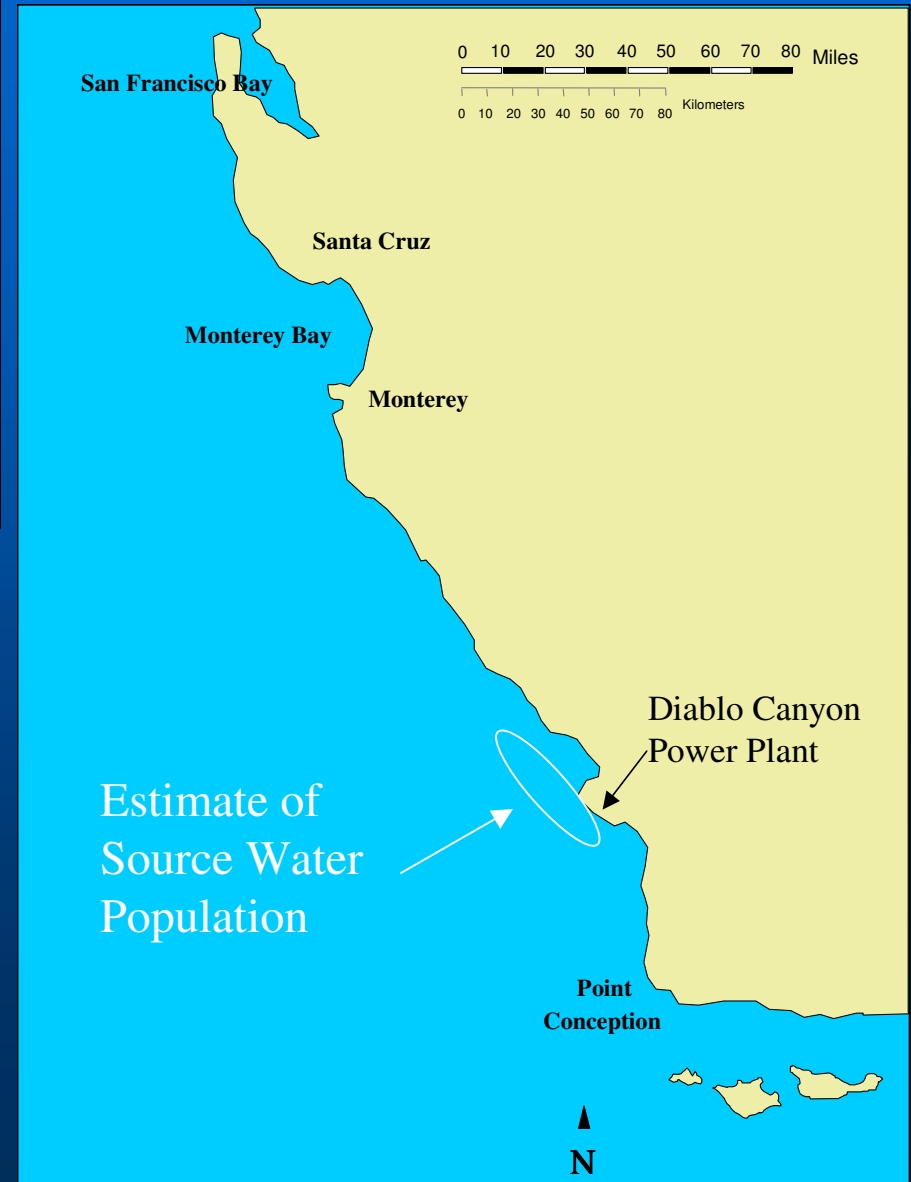 0 10 20 30 40 50 60 70 80 Miles
San Francisco Bay
Kilometers
0 10 20 30 40 50 60 70 80
Santa Cruz
Monterey Bay
Monterey
Diablo Canyon
Power Plant
Estimate of
Source Water
Population
Point
Conception
N